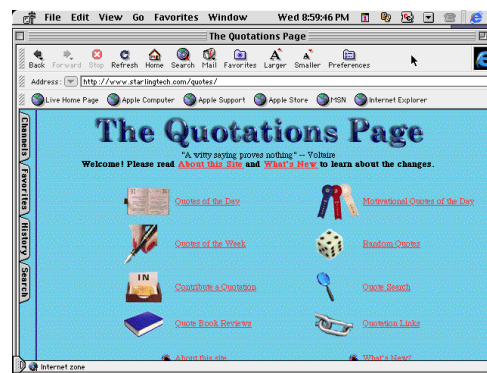 File Edit View Go Favorites Window Wed 8:59:46 PM
The Quotations Page
Back Forward Stop Refresh Home Search Mail Favorites Larger Smaller Preferences
Address: http://www.starlingtech.com/quotes/
Live Home Page Apple Computer Apple Support Apple Store MSN Internet Explorer
Channels
Favorites
History
Search
The Quotations Page
"A witty saying proves nothing" -- Voltaire
Welcome! Please read About this Site and What's New to learn about the changes.
Quotes of the Day Motivational Quotes of the Day
Quotes of the Week Random Quotes
IN
Contribute a Quotation Quote Search
Quote Book Reviews Quotation Links
About this site What's New?
Internet zone